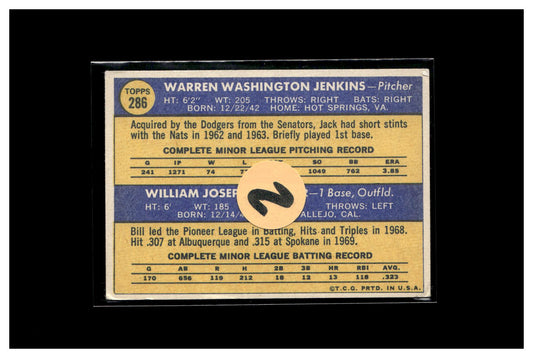 TOPPS
286
WARREN WASHINGTON JENKINS—Pitcher
HT: 6'2" WT: 205 THROWS: RIGHT BATS: RIGHT
BORN: 12/22/42 HOME: HOT SPRINGS, VA.
Acquired by the Dodgers from the Senators, Jack had short stints
with the Nats in 1962 and 1963. Briefly played 1st base.
COMPLETE MINOR LEAGUE PITCHING RECORD
G IP W L SO BB ERA
241 1271 74 1049 762 3.85
WILLIAM JOSEP —1 Base, Outfld.
HT: 6' WT: 185 THROWS: LEFT
BORN: 12/14/4 ALLEJO, CAL.
2
Bill led the Pioneer League in Batting, Hits and Triples in 1968.
Hit .307 at Albuquerque and .315 at Spokane in 1969.
COMPLETE MINOR LEAGUE BATTING RECORD
G AB R H 2B 3B HR RBI AVG.
170 656 119 212 18 12 13 116 .323
©T.C.G. PRTD. IN U.S.A.